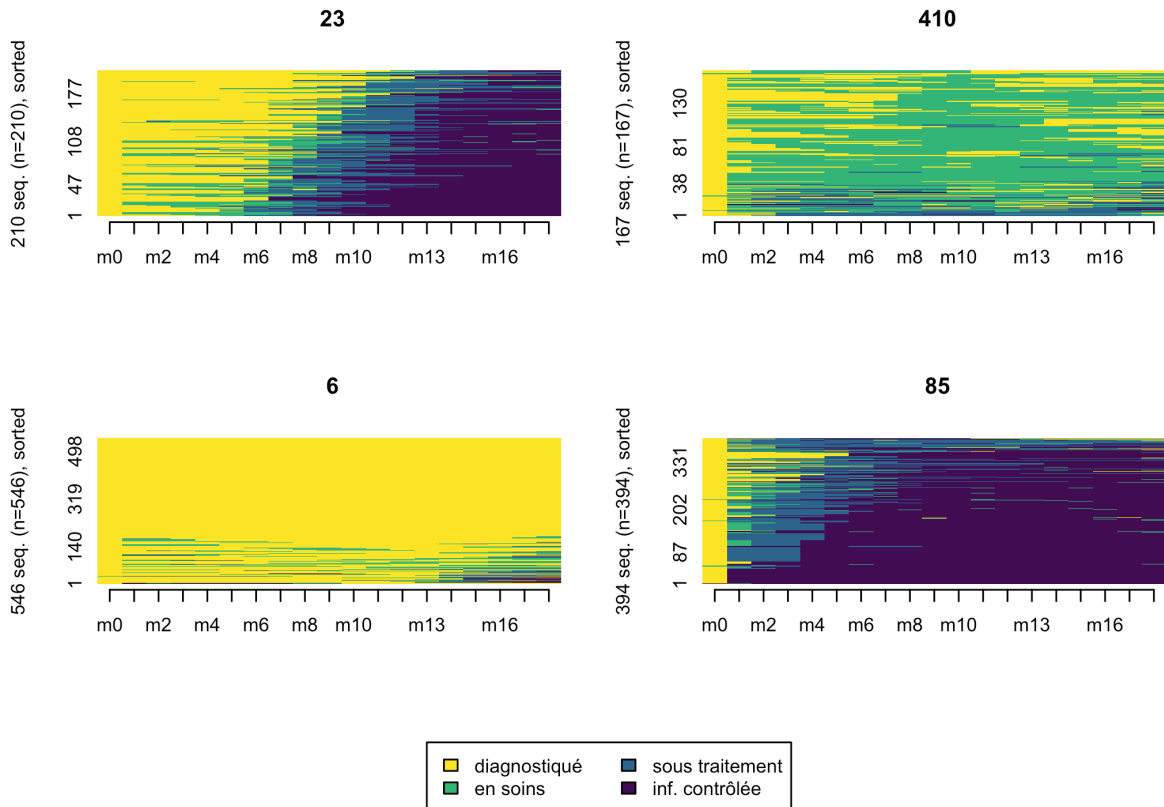 23
210 seq. (n=210), sorted
177
108
47
1
m0 m2 m4 m6 m8 m10 m13 m16
410
167 seq. (n=167), sorted
130
81
38
1
m0 m2 m4 m6 m8 m10 m13 m16
6
546 seq. (n=546), sorted
498
319
140
1
m0 m2 m4 m6 m8 m10 m13 m16
85
394 seq. (n=394), sorted
331
202
87
1
m0 m2 m4 m6 m8 m10 m13 m16
diagnostiqué
en soins
sous traitement
inf. contrôlée